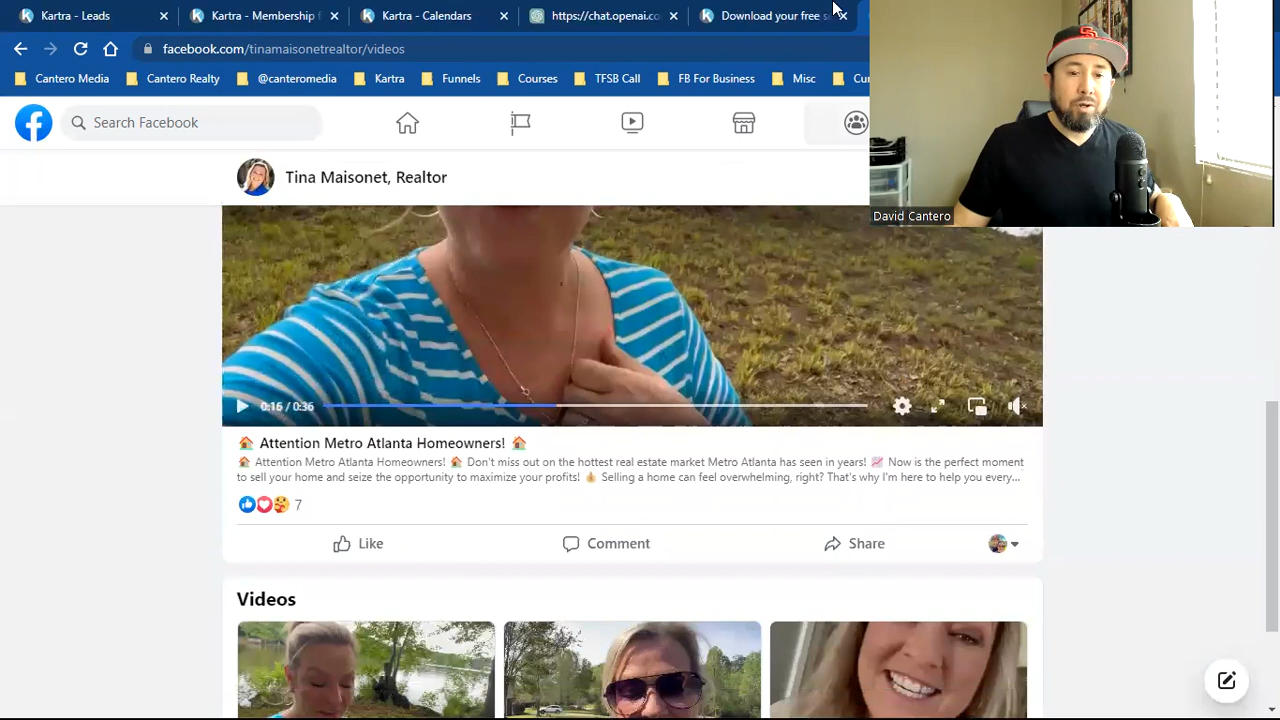 Kartra - Leads
Kartra - Membership f
Kartra - Calendars
https://chat.openai.co
Download your free s
facebook.com/tinamaisonetrealtor/videos
Cantero Media
Cantero Realty
@canteromedia
Kartra
Funnels
Courses
TFSB Call
FB For Business
Misc
Search Facebook
David Cantero
Tina Maisonet, Realtor
0:16 / 0:36
🏠 Attention Metro Atlanta Homeowners! 🏠
🏠 Attention Metro Atlanta Homeowners! 🏠 Don't miss out on the hottest real estate market Metro Atlanta has seen in years! 📈 Now is the perfect moment
to sell your home and seize the opportunity to maximize your profits! 💰 Selling a home can feel overwhelming, right? That's why I'm here to help you every...
7
Like
Comment
Share
Videos